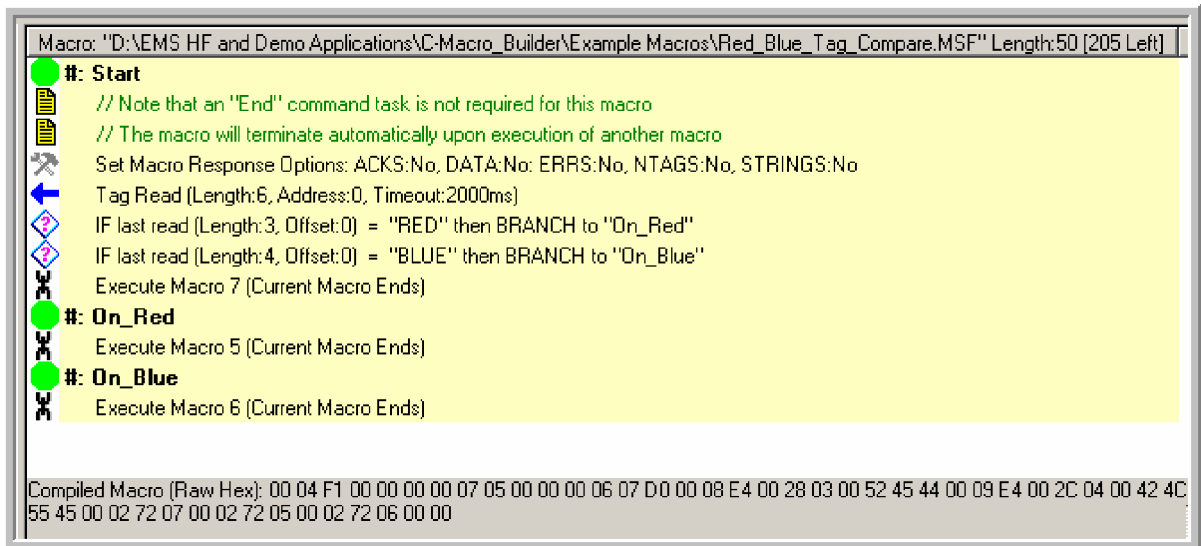 Macro: "D:\EMS HF and Demo Applications\C-Macro_Builder\Example Macros\Red_Blue_Tag_Compare.MSF" Length:50 [205 Left]
#: Start
// Note that an "End" command task is not required for this macro
// The macro will terminate automatically upon execution of another macro
Set Macro Response Options: ACKS:No, DATA:No: ERRS:No, NTAGS:No, STRINGS:No
Tag Read (Length:6, Address:0, Timeout:2000ms)
IF last read (Length:3, Offset:0) = "RED" then BRANCH to "On_Red"
IF last read (Length:4, Offset:0) = "BLUE" then BRANCH to "On_Blue"
Execute Macro 7 (Current Macro Ends)
#: On_Red
Execute Macro 5 (Current Macro Ends)
#: On_Blue
Execute Macro 6 (Current Macro Ends)
Compiled Macro (Raw Hex): 00 04 F1 00 00 00 00 07 05 00 00 00 06 07 D0 00 08 E4 00 28 03 00 52 45 44 00 09 E4 00 2C 04 00 42 4C
55 45 00 02 72 07 00 02 72 05 00 02 72 06 00 00